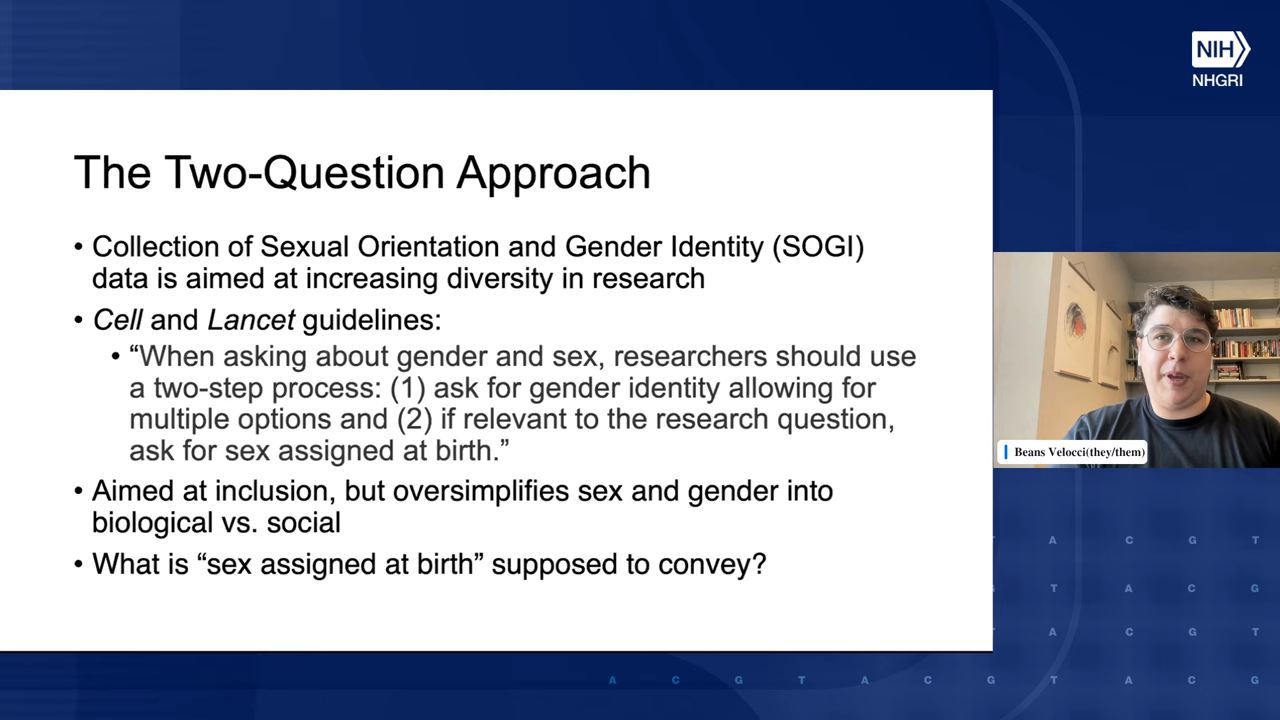 NIH
NHGRI
The Two-Question Approach
• Collection of Sexual Orientation and Gender Identity (SOGI)
data is aimed at increasing diversity in research
• Cell and Lancet guidelines:
• “When asking about gender and sex, researchers should use
a two-step process: (1) ask for gender identity allowing for
multiple options and (2) if relevant to the research question,
ask for sex assigned at birth.”
• Aimed at inclusion, but oversimplifies sex and gender into
biological vs. social
• What is “sex assigned at birth” supposed to convey?
Beans Velocci(they/them)
A C G T
T A C G
A C G T
A C G T A C G T A C G